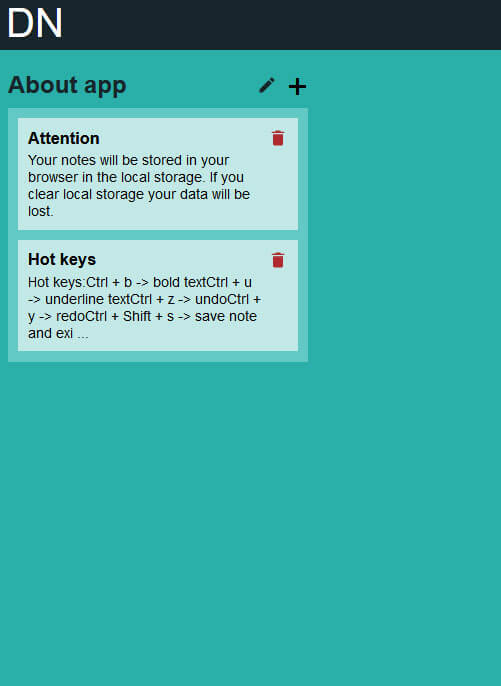 DN
About app
Attention
Your notes will be stored in your
browser in the local storage. If you
clear local storage your data will be
lost.
Hot keys
Hot keys:Ctrl + b -> bold textCtrl + u
-> underline textCtrl + z -> undoCtrl +
y -> redoCtrl + Shift + s -> save note
and exi ...